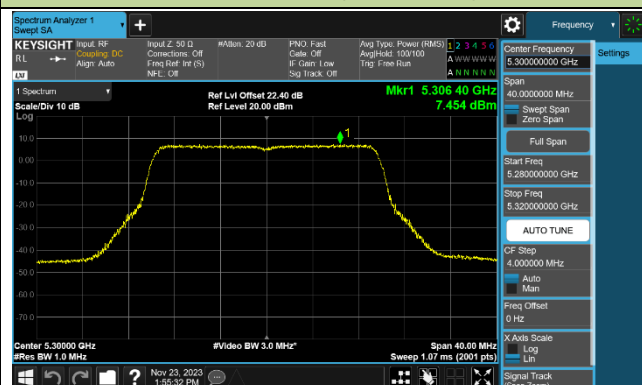 Spectrum Analyzer 1
Swept SA
Frequency
KEYSIGHT
RL
LXI
Input: RF
Coupling: DC
Align: Auto
Input Z: 50 Ω
Corrections: Off
Freq Ref: Int (S)
NFE: Off
#Atten: 20 dB
PNO: Fast
Gate: Off
IF Gain: Low
Sig Track: Off
Avg Type: Power (RMS)
Avg|Hold: 100/100
Trig: Free Run
1 2 3 4 5 6
A W W W W W
A N N N N N
1 Spectrum
Scale/Div 10 dB
Log
Ref Lvl Offset 22.40 dB
Ref Level 20.00 dBm
Mkr1 5.306 40 GHz
7.454 dBm
1
10.0
0.00
-10.0
-20.0
-30.0
-40.0
-50.0
-60.0
-70.0
Center 5.30000 GHz
#Res BW 1.0 MHz
#Video BW 3.0 MHz*
Span 40.00 MHz
Sweep 1.07 ms (2001 pts)
Nov 23, 2023
1:55:32 PM
Center Frequency
5.300000000 GHz
Settings
Span
40.0000000 MHz
Swept Span
Zero Span
Full Span
Start Freq
5.280000000 GHz
Stop Freq
5.320000000 GHz
AUTO TUNE
CF Step
4.000000 MHz
Auto
Man
Freq Offset
0 Hz
X Axis Scale
Log
Lin
Signal Track
(Span Zoom)